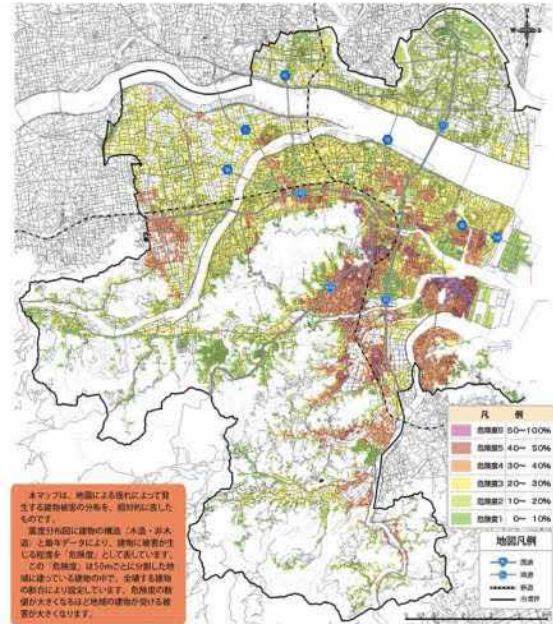 凡 例
危険度6 50〜100%
危険度5 40〜 50%
危険度4 30〜 40%
危険度3 20〜 30%
危険度2 10〜 20%
危険度1 0〜 10%
地図凡例
国道
県道
鉄道
市境界
本マップは、地震による揺れによって発
生する建物被害の分布を、相対的に表した
ものです。
震度分布図に建物の構造（木造・非木
造）と築年データにより、建物に被害が生
じる程度を「危険度」として表しています。
この「危険度」は50mごとに分割した地
域に建っている建物の中で、全壊する建物
の割合により設定しています。危険度の数
値が大きくなるほど地域の建物が受ける被
害が大きくなります。